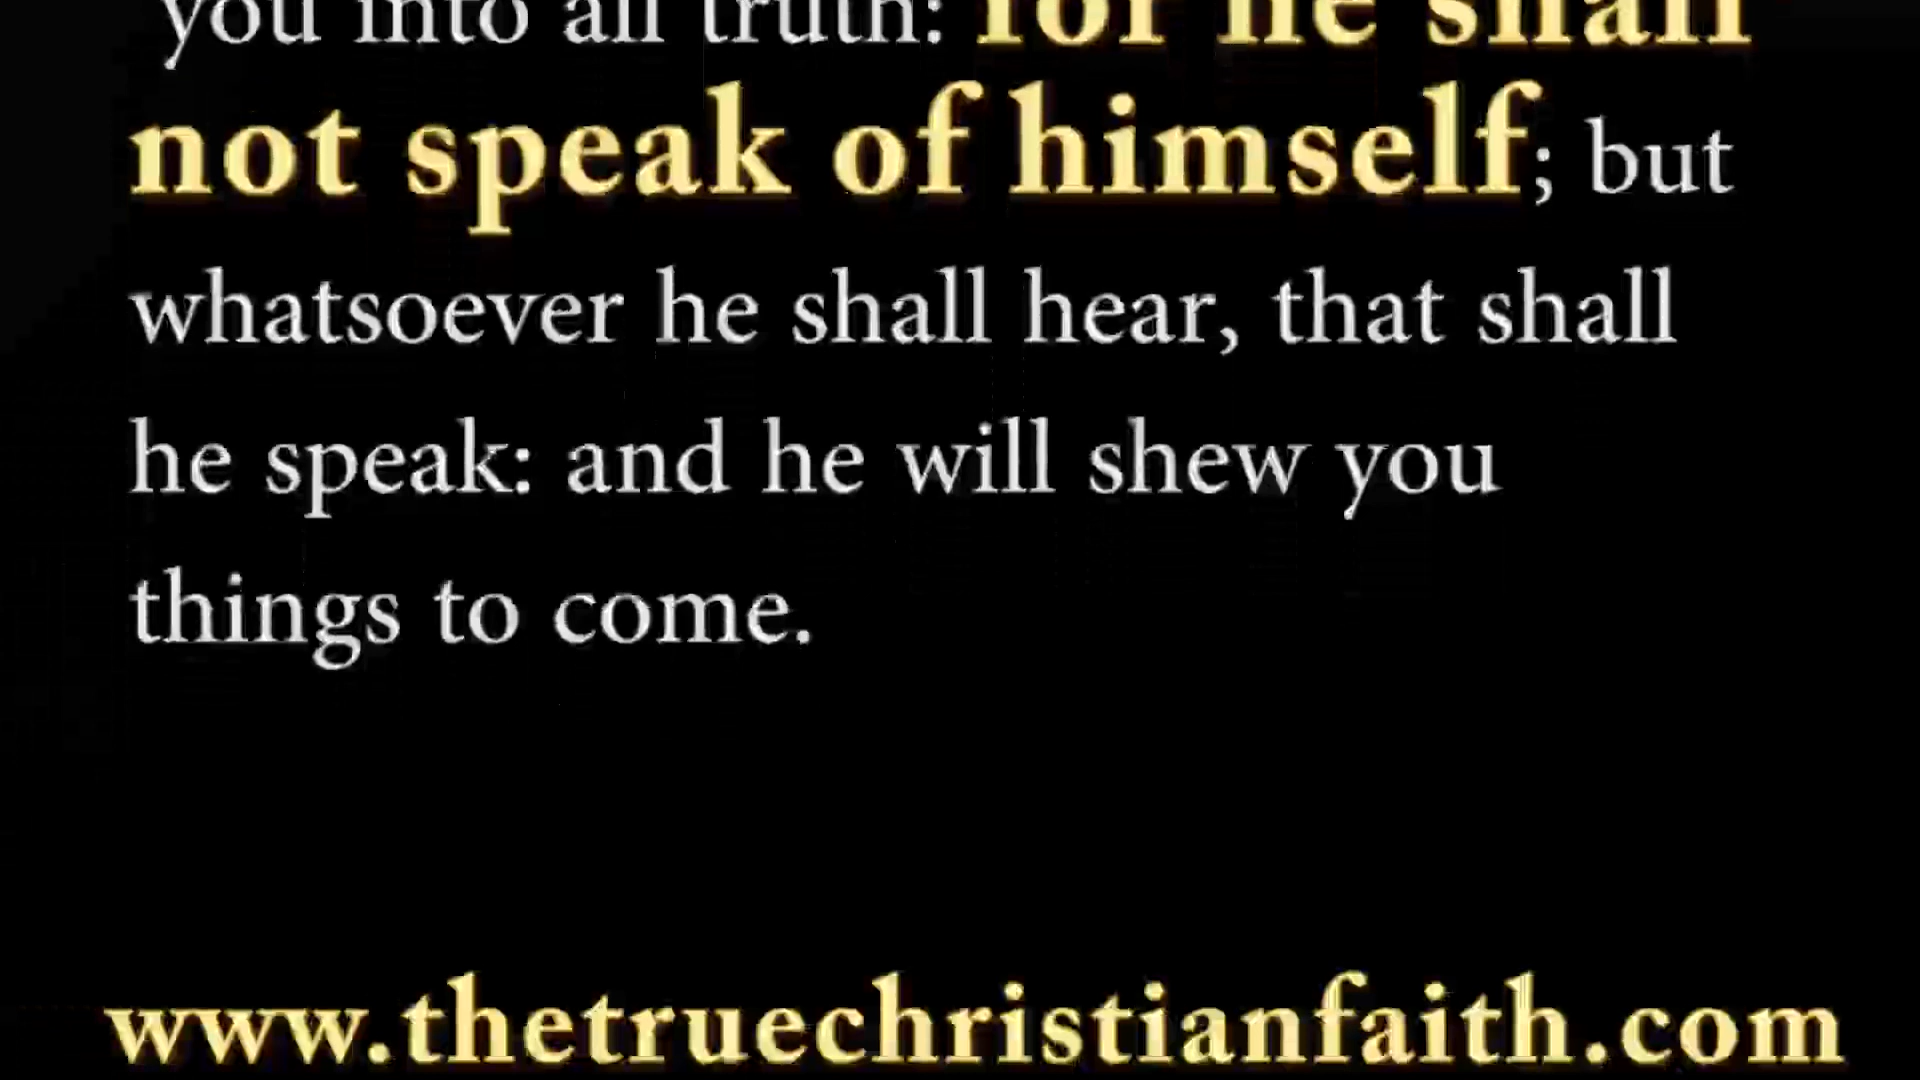 you into all truth: for he shall
not speak of himself; but
whatsoever he shall hear, that shall
he speak: and he will shew you
things to come.
www.thetruechristianfaith.com